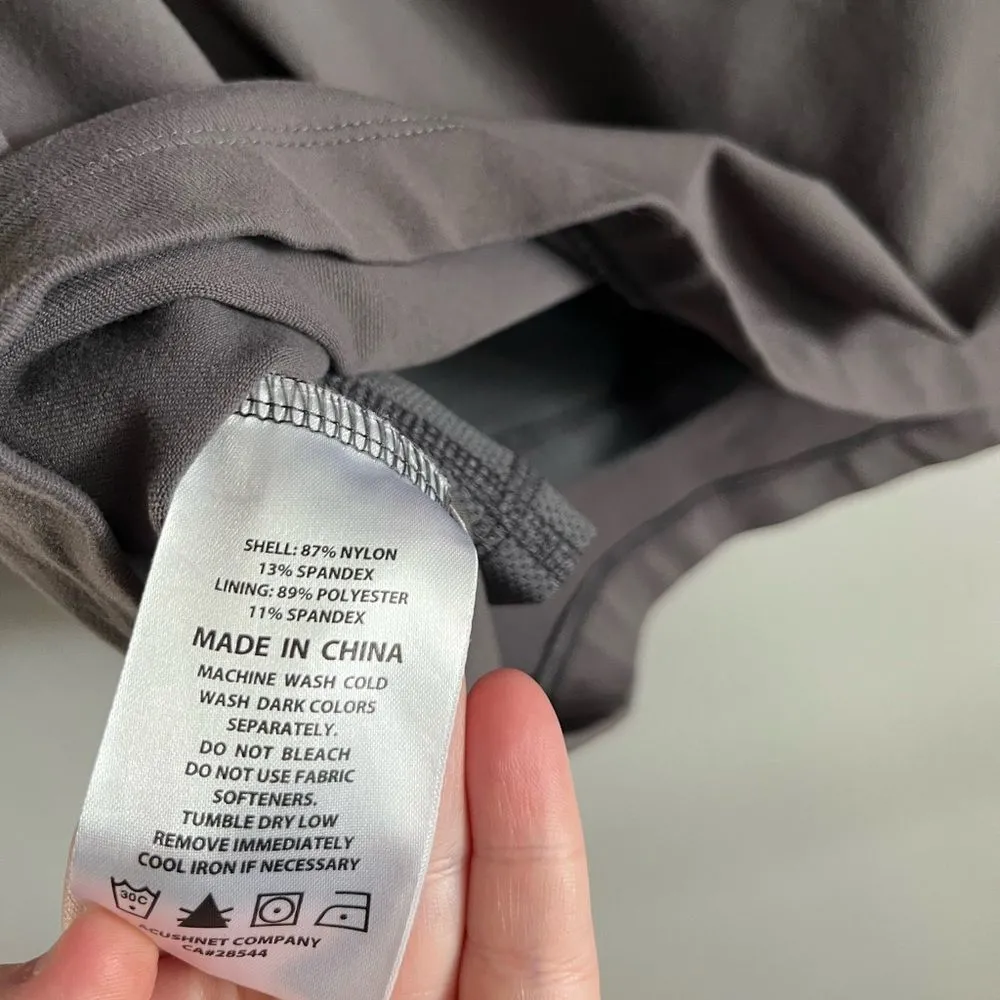 SHELL: 87% NYLON
13% SPANDEX
LINING: 89% POLYESTER
11% SPANDEX
MADE IN CHINA
MACHINE WASH COLD
WASH DARK COLORS
SEPARATELY.
DO NOT BLEACH
DO NOT USE FABRIC
SOFTENERS.
TUMBLE DRY LOW
REMOVE IMMEDIATELY
COOL IRON IF NECESSARY
30C
ACUSHNET COMPANY
CA#28544